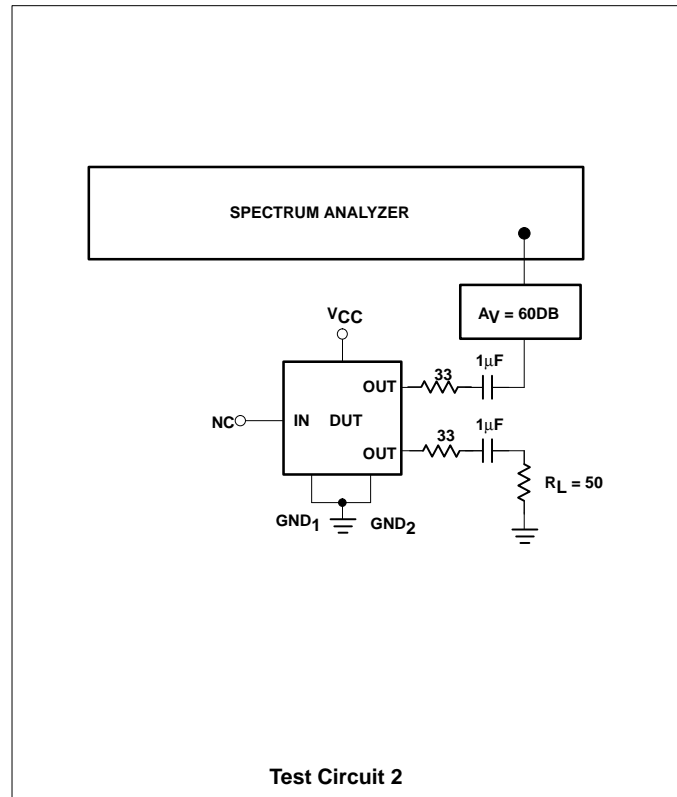 SPECTRUM ANALYZER
AV = 60DB
VCC
OUT
33
1μF
NC
IN DUT
OUT
33
1μF
RL = 50
GND1
GND2
Test Circuit 2